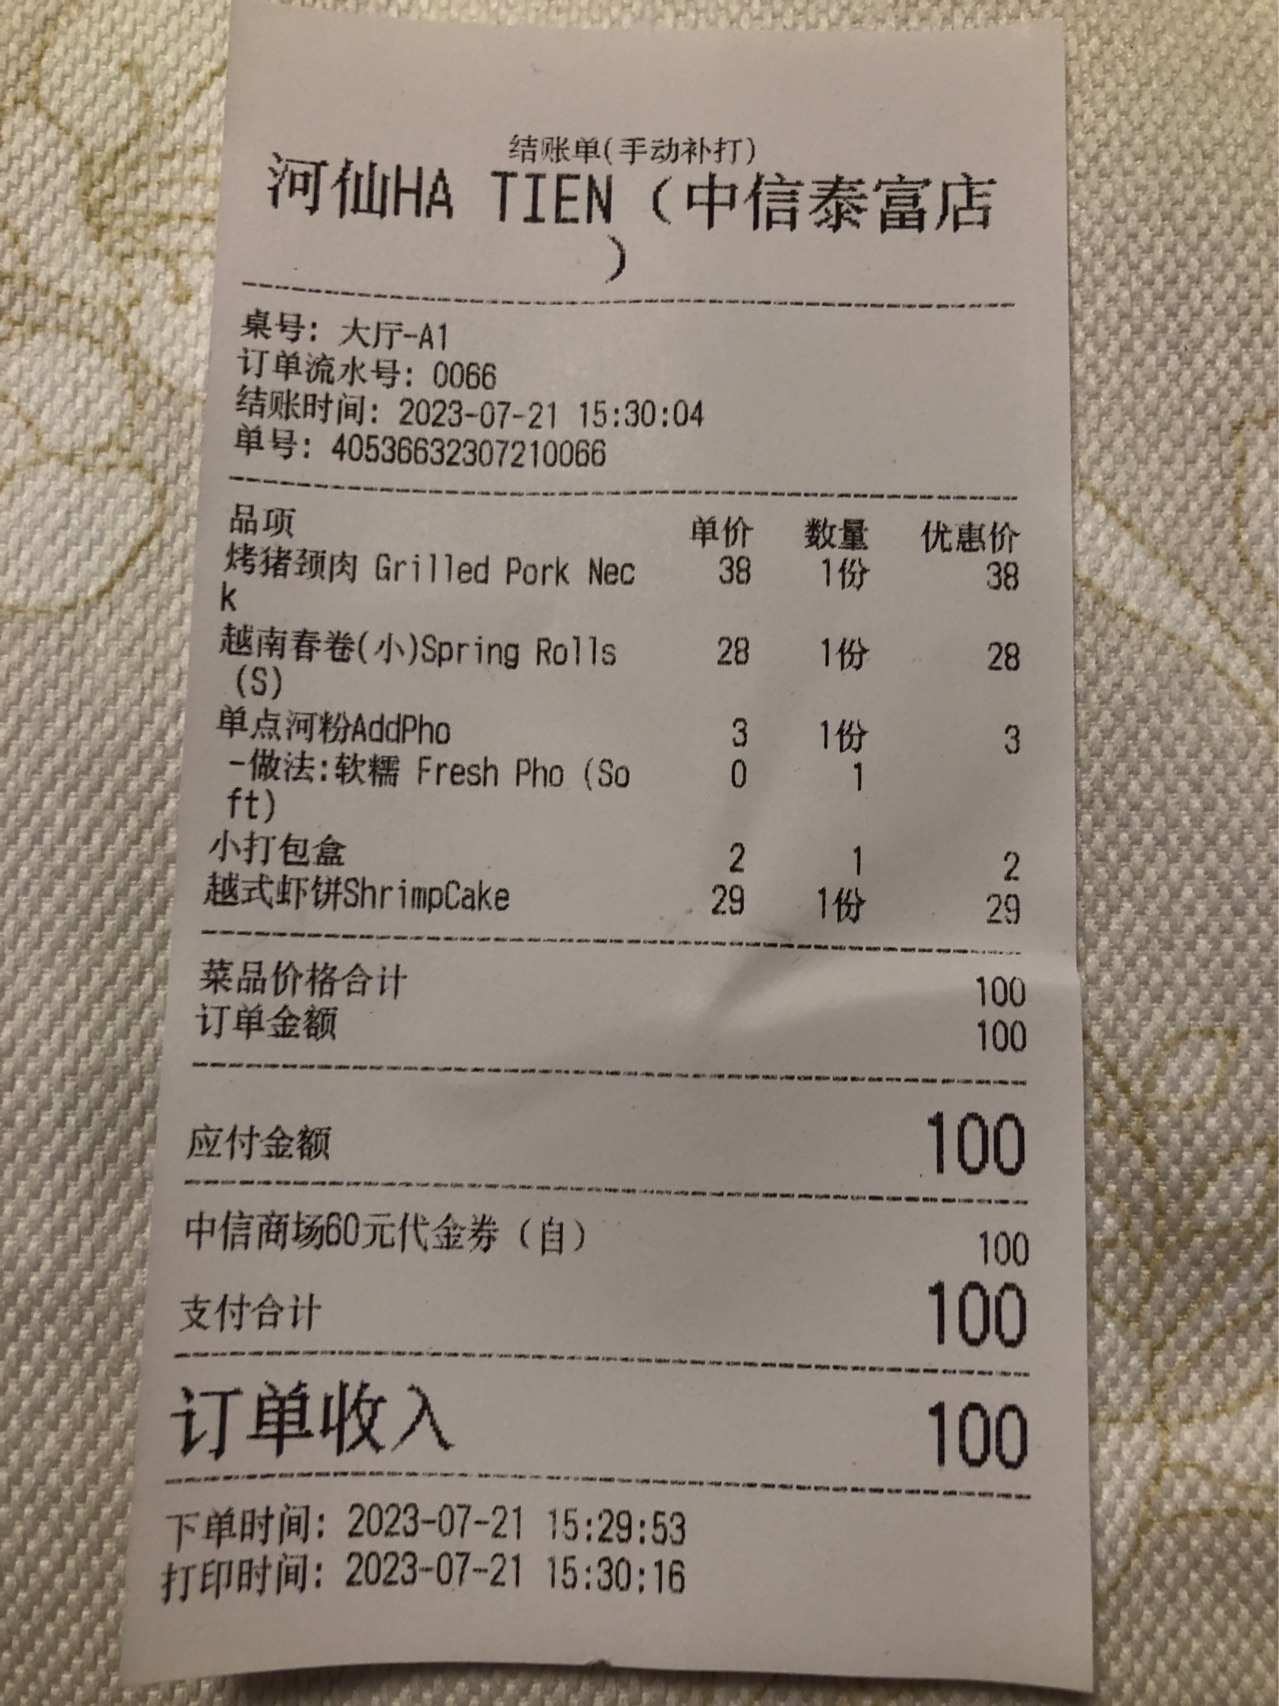 结账单(手动补打)
河仙HA TIEN（中信泰富店
）
桌号: 大厅-A1
订单流水号: 0066
结账时间: 2023-07-21 15:30:04
单号: 40536632307210066
品项 单价 数量 优惠价
烤猪颈肉 Grilled Pork Nec 38 1份 38
k
越南春卷(小)Spring Rolls 28 1份 28
(S)
单点河粉AddPho 3 1份 3
-做法:软糯 Fresh Pho (So 0 1
ft)
小打包盒 2 1 2
越式虾饼ShrimpCake 29 1份 29
菜品价格合计 100
订单金额 100
应付金额 100
中信商场60元代金券（自） 100
支付合计 100
订单收入 100
下单时间: 2023-07-21 15:29:53
打印时间: 2023-07-21 15:30:16